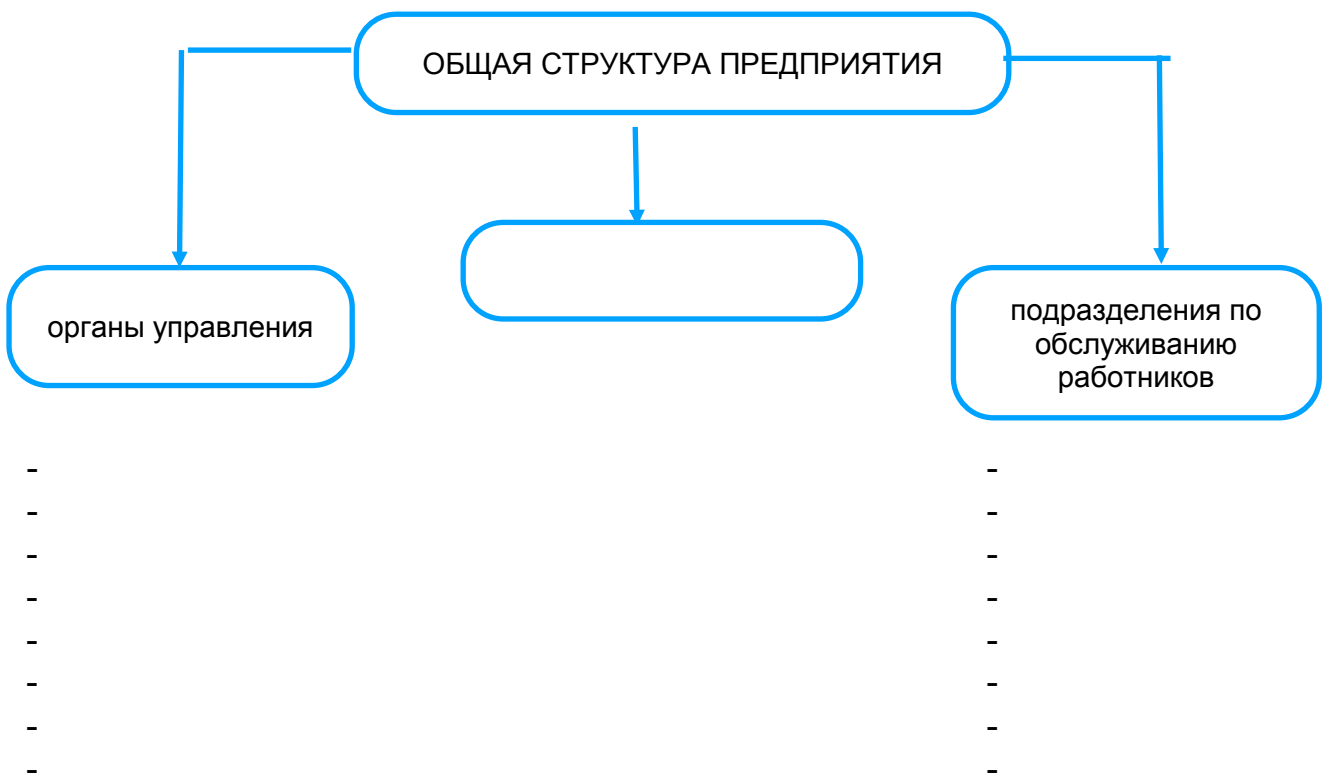 ОБЩАЯ СТРУКТУРА ПРЕДПРИЯТИЯ
органы управления
подразделения по
обслуживанию
работников
- -
- -
- -
- -
- -
- -
- -
- -